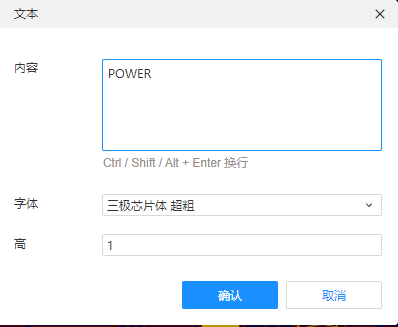 文本
内容
POWER
Ctrl / Shift / Alt + Enter 换行
字体
三极芯片体 超粗
高
1
确认
取消